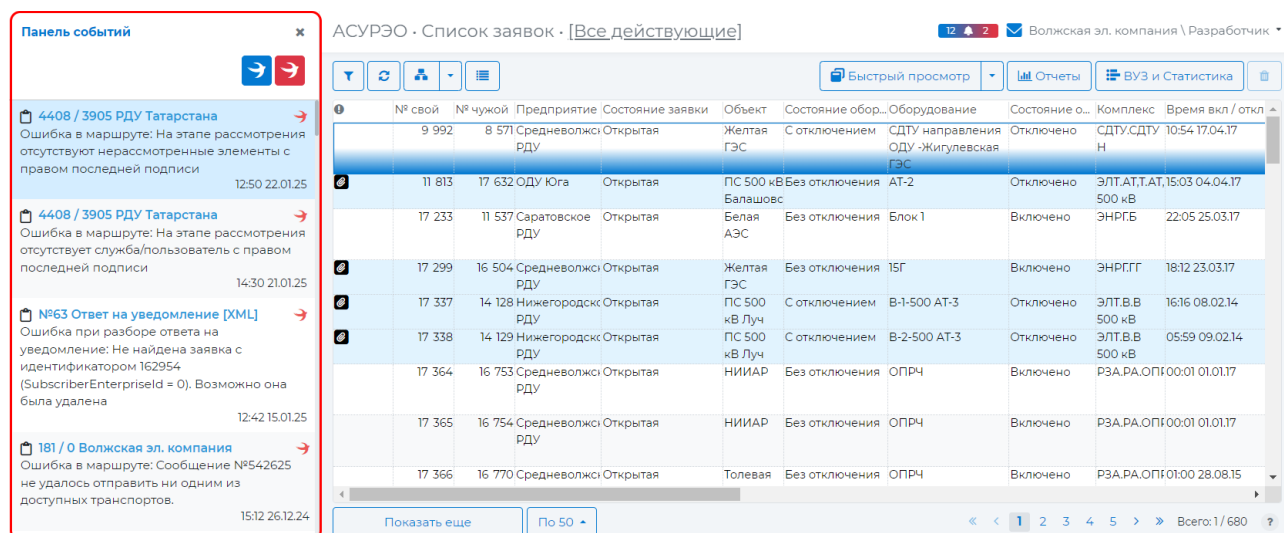 Панель событий
4408 / 3905 РДУ Татарстана
Ошибка в маршруте: На этапе рассмотрения
отсутствуют нерассмотренные элементы с
правом последней подписи
12:50 22.01.25
4408 / 3905 РДУ Татарстана
Ошибка в маршруте: На этапе рассмотрения
отсутствует служба/пользователь с правом
последней подписи
14:30 21.01.25
№63 Ответ на уведомление [XML]
Ошибка при разборе ответа на
уведомление: Не найдена заявка с
идентификатором 162954
(SubscriberEnterpriseId = 0). Возможно она
была удалена
12:42 15.01.25
181 / 0 Волжская эл. компания
Ошибка в маршруте: Сообщение №542625
не удалось отправить ни одним из
доступных транспортов.
15:12 26.12.24
АСУРЭО · Список заявок · [Все действующие]
12 2 Волжская эл. компания \ Разработчик
Быстрый просмотр Отчеты ВУЗ и Статистика
№ свой № чужой Предприятие Состояние заявки Объект Состояние обор... Оборудование Состояние о... Комплекс Время вкл / откл
9 992 8 571 Средневолжск Открытая Желтая С отключением СДТУ направления Отключено СДТУ.СДТУ 10:54 17.04.17
РДУ ГЭС ОДУ -Жигулевская Н
ГЭС
11 813 17 632 ОДУ Юга Открытая ПС 500 кВ Без отключения АТ-2 Отключено ЭЛТ.АТ,Т.АТ, 15:03 04.04.17
Балашовс 500 кВ
17 233 11 537 Саратовское Открытая Белая Без отключения Блок 1 Включено ЭНРГ.Б 22:05 25.03.17
РДУ АЭС
17 299 16 504 Средневолжск Открытая Желтая Без отключения 15Г Включено ЭНРГ.ГГ 18:12 23.03.17
РДУ ГЭС
17 337 14 128 Нижегородско Открытая ПС 500 С отключением В-1-500 АТ-3 Отключено ЭЛТ.В.В 16:16 08.02.14
РДУ кВ Луч 500 кВ
17 338 14 129 Нижегородско Открытая ПС 500 С отключением В-2-500 АТ-3 Отключено ЭЛТ.В.В 05:59 09.02.14
РДУ кВ Луч 500 кВ
17 364 16 753 Средневолжск Открытая НИИАР Без отключения ОПРЧ Включено РЗА.РА.ОПР 00:01 01.01.17
РДУ
17 365 16 754 Средневолжск Открытая НИИАР Без отключения ОПРЧ Включено РЗА.РА.ОПР 00:01 01.01.17
РДУ
17 366 16 770 Средневолжск Открытая Толевая Без отключения ОПРЧ Включено РЗА.РА.ОПР 01:00 28.08.15
Показать еще По 50 « < 1 2 3 4 5 > » Всего: 1 / 680 ?